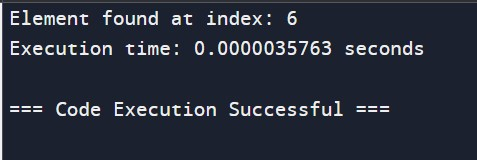 Element found at index: 6
Execution time: 0.0000035763 seconds
=== Code Execution Successful ===